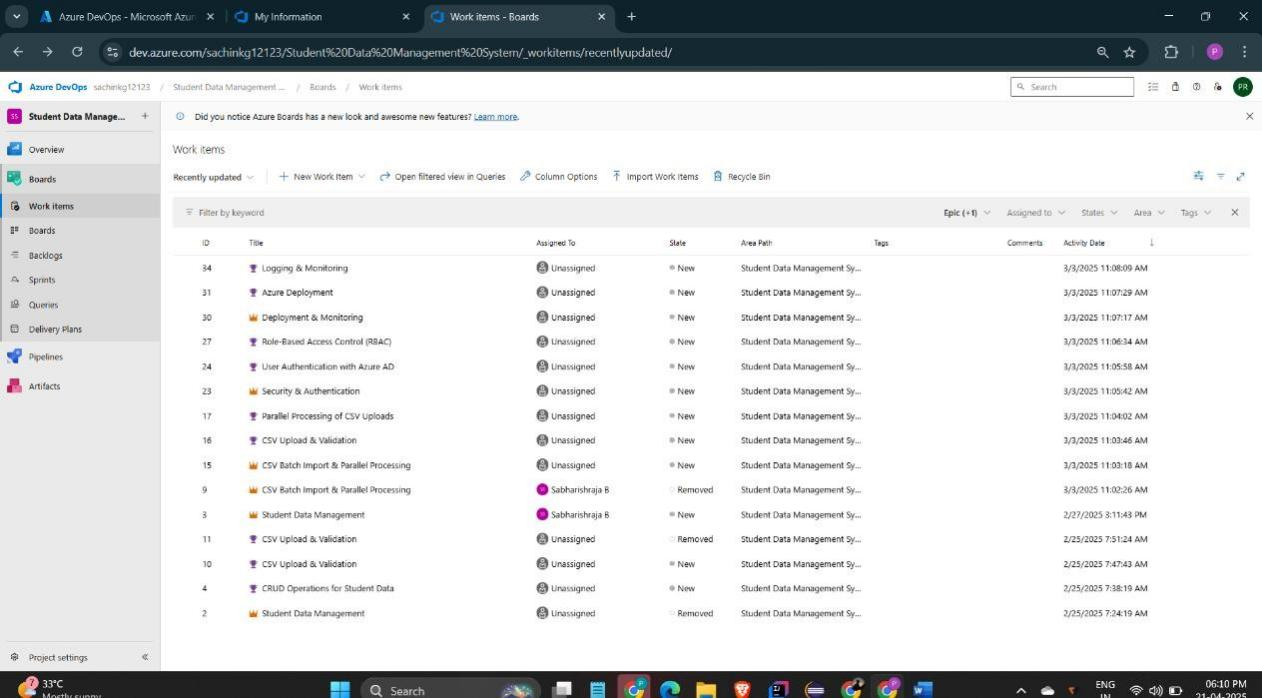 Azure DevOps - Microsoft Azur
My Information
Work items - Boards
dev.azure.com/sachinkg12123/Student%20Data%20Management%20System/_workitems/recentlyupdated/
P
Azure DevOps sachinkg12123 / Student Data Management ... / Boards / Work items
Search
PR
Student Data Manage...
Did you notice Azure Boards has a new look and awesome new features? Learn more.
Overview
Boards
Work items
Boards
Backlogs
Sprints
Queries
Delivery Plans
Pipelines
Artifacts
Project settings
Work items
Recently updated New Work Item Open filtered view in Queries Column Options Import Work Items Recycle Bin
Filter by keyword Epic (+1) Assigned to States Area Tags
ID Title Assigned To State Area Path Tags Comments Activity Date
34 Logging & Monitoring Unassigned New Student Data Management Sy... 3/3/2025 11:08:09 AM
31 Azure Deployment Unassigned New Student Data Management Sy... 3/3/2025 11:07:29 AM
30 Deployment & Monitoring Unassigned New Student Data Management Sy... 3/3/2025 11:07:17 AM
27 Role-Based Access Control (RBAC) Unassigned New Student Data Management Sy... 3/3/2025 11:06:34 AM
24 User Authentication with Azure AD Unassigned New Student Data Management Sy... 3/3/2025 11:05:58 AM
23 Security & Authentication Unassigned New Student Data Management Sy... 3/3/2025 11:05:42 AM
17 Parallel Processing of CSV Uploads Unassigned New Student Data Management Sy... 3/3/2025 11:04:02 AM
16 CSV Upload & Validation Unassigned New Student Data Management Sy... 3/3/2025 11:03:46 AM
15 CSV Batch Import & Parallel Processing Unassigned New Student Data Management Sy... 3/3/2025 11:03:18 AM
9 CSV Batch Import & Parallel Processing Sabharishraja B Removed Student Data Management Sy... 3/3/2025 11:02:26 AM
3 Student Data Management Sabharishraja B New Student Data Management Sy... 2/27/2025 3:11:43 PM
11 CSV Upload & Validation Unassigned Removed Student Data Management Sy... 2/25/2025 7:51:24 AM
10 CSV Upload & Validation Unassigned New Student Data Management Sy... 2/25/2025 7:47:43 AM
4 CRUD Operations for Student Data Unassigned New Student Data Management Sy... 2/25/2025 7:38:19 AM
2 Student Data Management Unassigned Removed Student Data Management Sy... 2/25/2025 7:24:19 AM
7
33°C
Mostly sunny
Search
ENG
IN
06:10 PM
21-04-2025